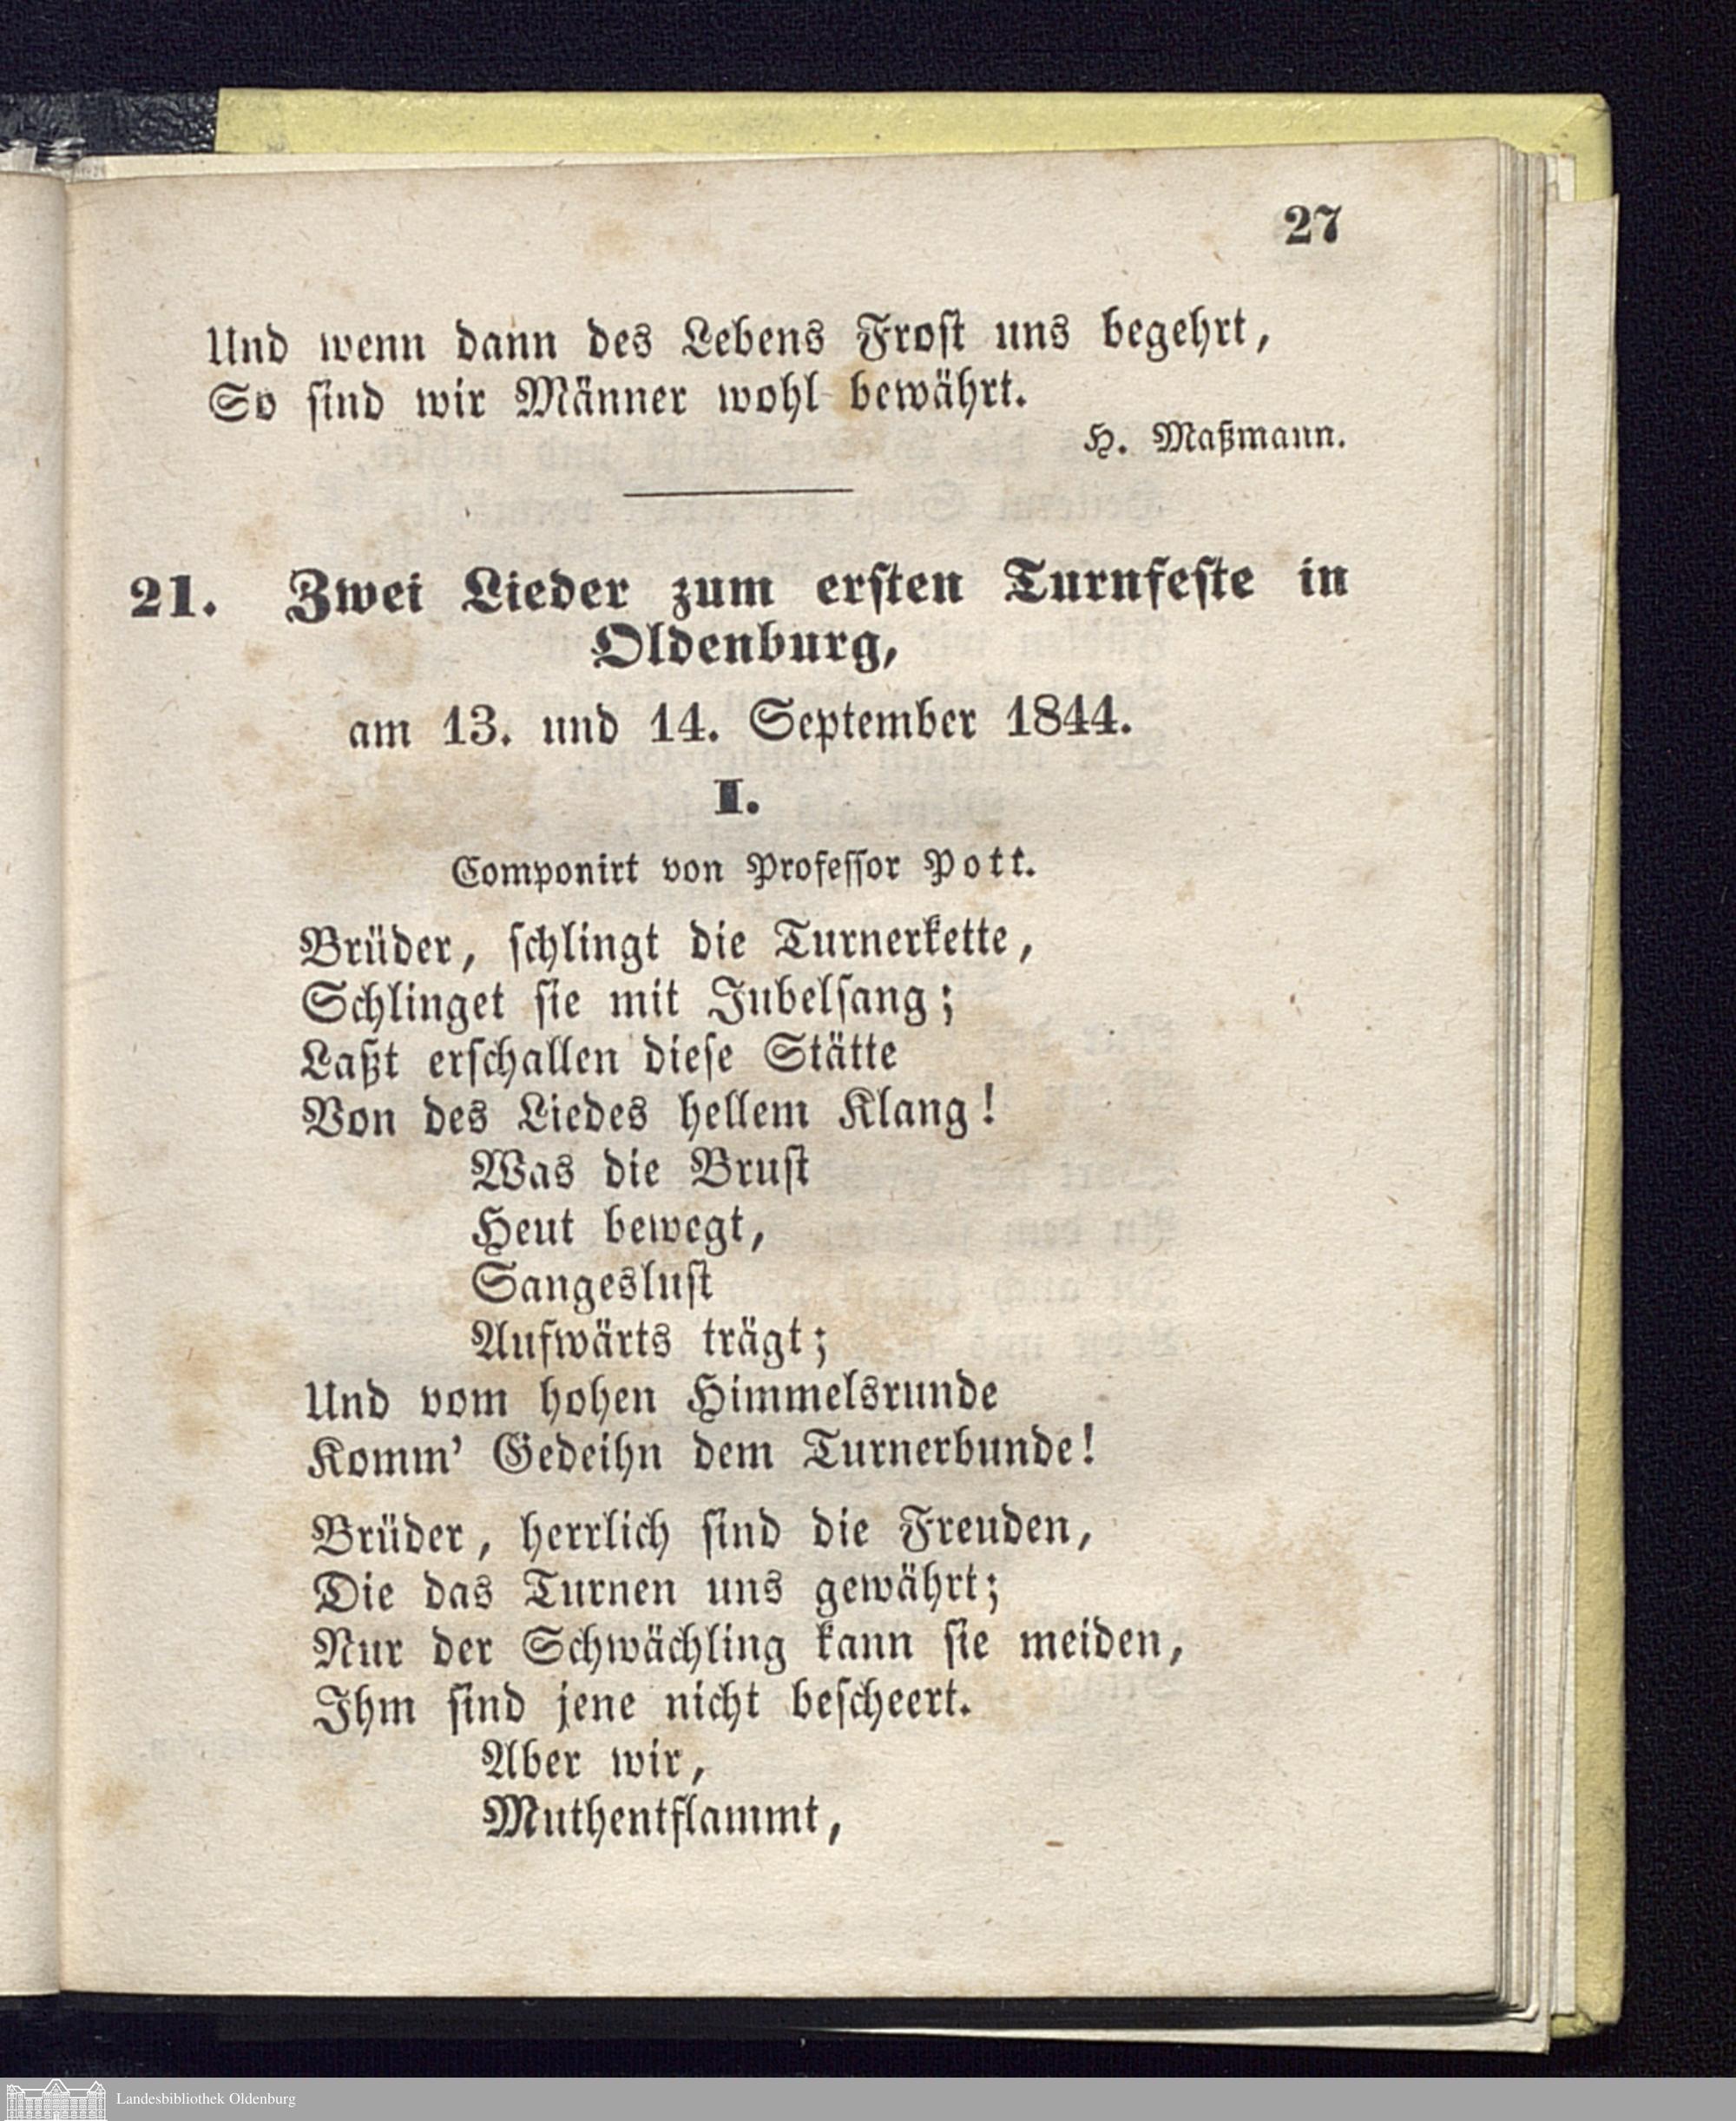 27
Und wenn dann des Lebens Frost uns begehrt,
So sind wir Männer wohl bewährt.
H. Maßmann.
21. Zwei Lieder zum ersten Turnfeste in
Oldenburg,
am 13. und 14. September 1844.
I.
Componirt von Professor Pott.
Brüder, schlingt die Turnerkette,
Schlinget sie mit Jubelsang;
Laßt erschallen diese Stätte
Von des Liedes hellem Klang!
Was die Brust
Heut bewegt,
Sangeslust
Aufwärts trägt;
Und vom hohen Himmelsrunde
Komm' Gedeihn dem Turnerbunde!
Brüder, herrlich sind die Freuden,
Die das Turnen uns gewährt;
Nur der Schwächling kann sie meiden,
Ihm sind jene nicht bescheert.
Aber wir,
Muthentflammt,
Landesbibliothek Oldenburg